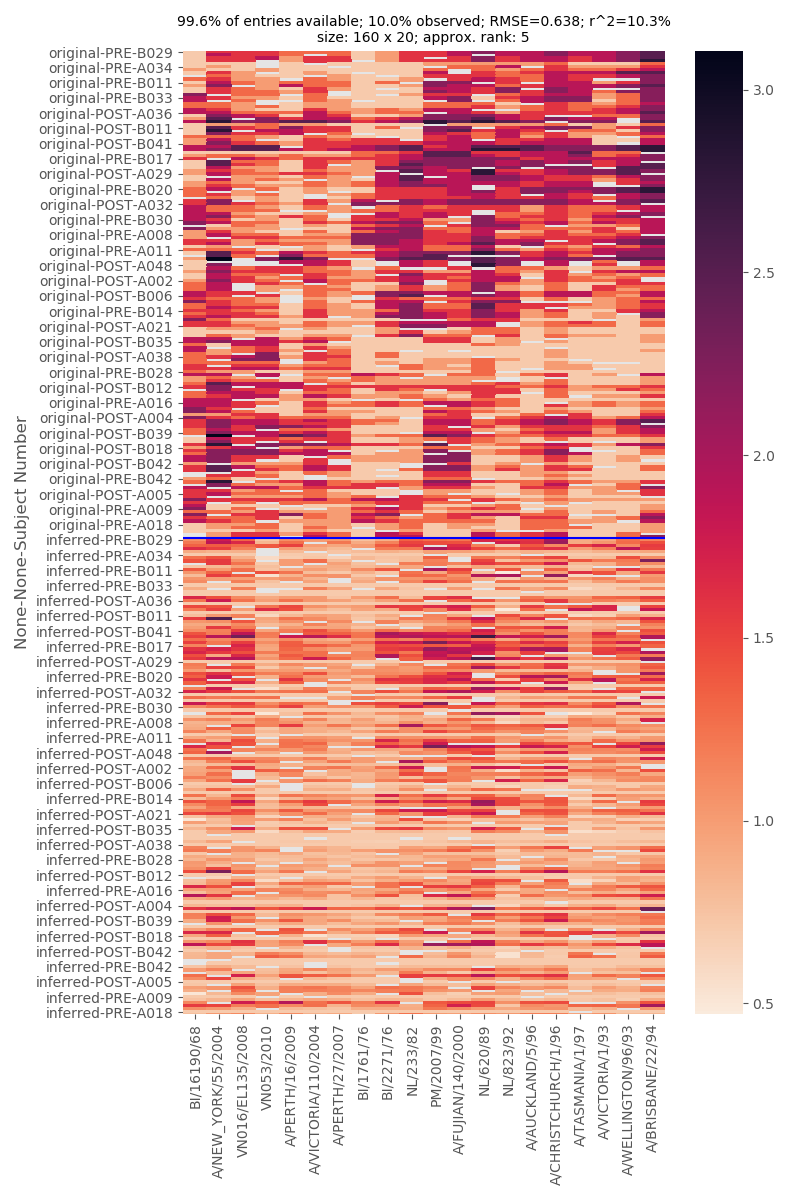 99.6% of entries available; 10.0% observed; RMSE=0.638; r^2=10.3%
size: 160 x 20; approx. rank: 5
None-None-Subject Number
original-PRE-B029
original-PRE-A034
original-PRE-B011
original-PRE-B033
original-POST-A036
original-POST-B011
original-POST-B041
original-PRE-B017
original-POST-A029
original-PRE-B020
original-POST-A032
original-PRE-B030
original-PRE-A008
original-PRE-A011
original-POST-A048
original-POST-A002
original-POST-B006
original-PRE-B014
original-POST-A021
original-POST-B035
original-POST-A038
original-PRE-B028
original-POST-B012
original-PRE-A016
original-POST-A004
original-POST-B039
original-POST-B018
original-POST-B042
original-PRE-B042
original-POST-A005
original-PRE-A009
original-PRE-A018
inferred-PRE-B029
inferred-PRE-A034
inferred-PRE-B011
inferred-PRE-B033
inferred-POST-A036
inferred-POST-B011
inferred-POST-B041
inferred-PRE-B017
inferred-POST-A029
inferred-PRE-B020
inferred-POST-A032
inferred-PRE-B030
inferred-PRE-A008
inferred-PRE-A011
inferred-POST-A048
inferred-POST-A002
inferred-POST-B006
inferred-PRE-B014
inferred-POST-A021
inferred-POST-B035
inferred-POST-A038
inferred-PRE-B028
inferred-POST-B012
inferred-PRE-A016
inferred-POST-A004
inferred-POST-B039
inferred-POST-B018
inferred-POST-B042
inferred-PRE-B042
inferred-POST-A005
inferred-PRE-A009
inferred-PRE-A018
BI/16190/68
A/NEW_YORK/55/2004
VN016/EL135/2008
VN053/2010
A/PERTH/16/2009
A/VICTORIA/110/2004
A/PERTH/27/2007
BI/1761/76
BI/2271/76
NL/233/82
PM/2007/99
A/FUJIAN/140/2000
NL/620/89
NL/823/92
A/AUCKLAND/5/96
A/CHRISTCHURCH/1/96
A/TASMANIA/1/97
A/VICTORIA/1/93
A/WELLINGTON/96/93
A/BRISBANE/22/94
3.0
2.5
2.0
1.5
1.0
0.5